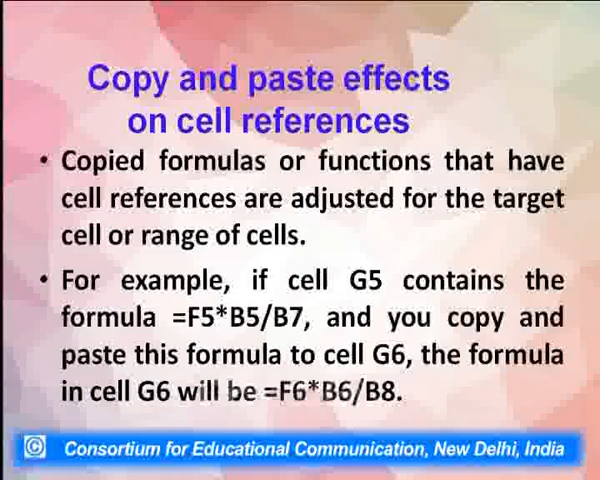 Copy and paste effects
on cell references
• Copied formulas or functions that have
cell references are adjusted for the target
cell or range of cells.
• For example, if cell G5 contains the
formula =F5*B5/B7, and you copy and
paste this formula to cell G6, the formula
in cell G6 will be =F6*B6/B8.
© Consortium for Educational Communication, New Delhi, India